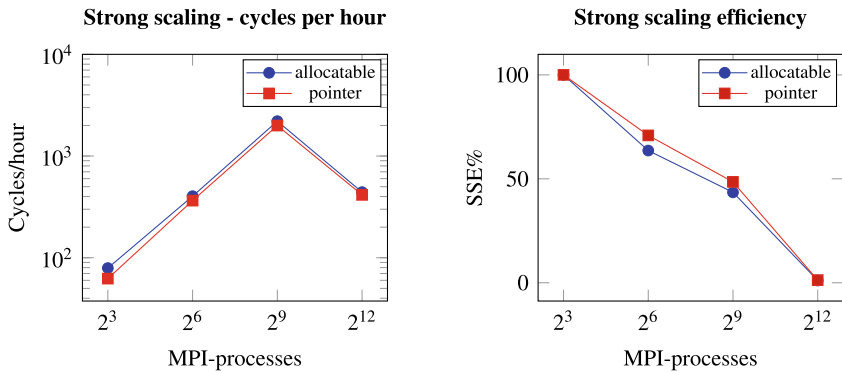 Strong scaling - cycles per hour
10^4
10^3
10^2
Cycles/hour
allocatable
pointer
2^3 2^6 2^9 2^12
MPI-processes
Strong scaling efficiency
100
50
0
SSE%
allocatable
pointer
2^3 2^6 2^9 2^12
MPI-processes